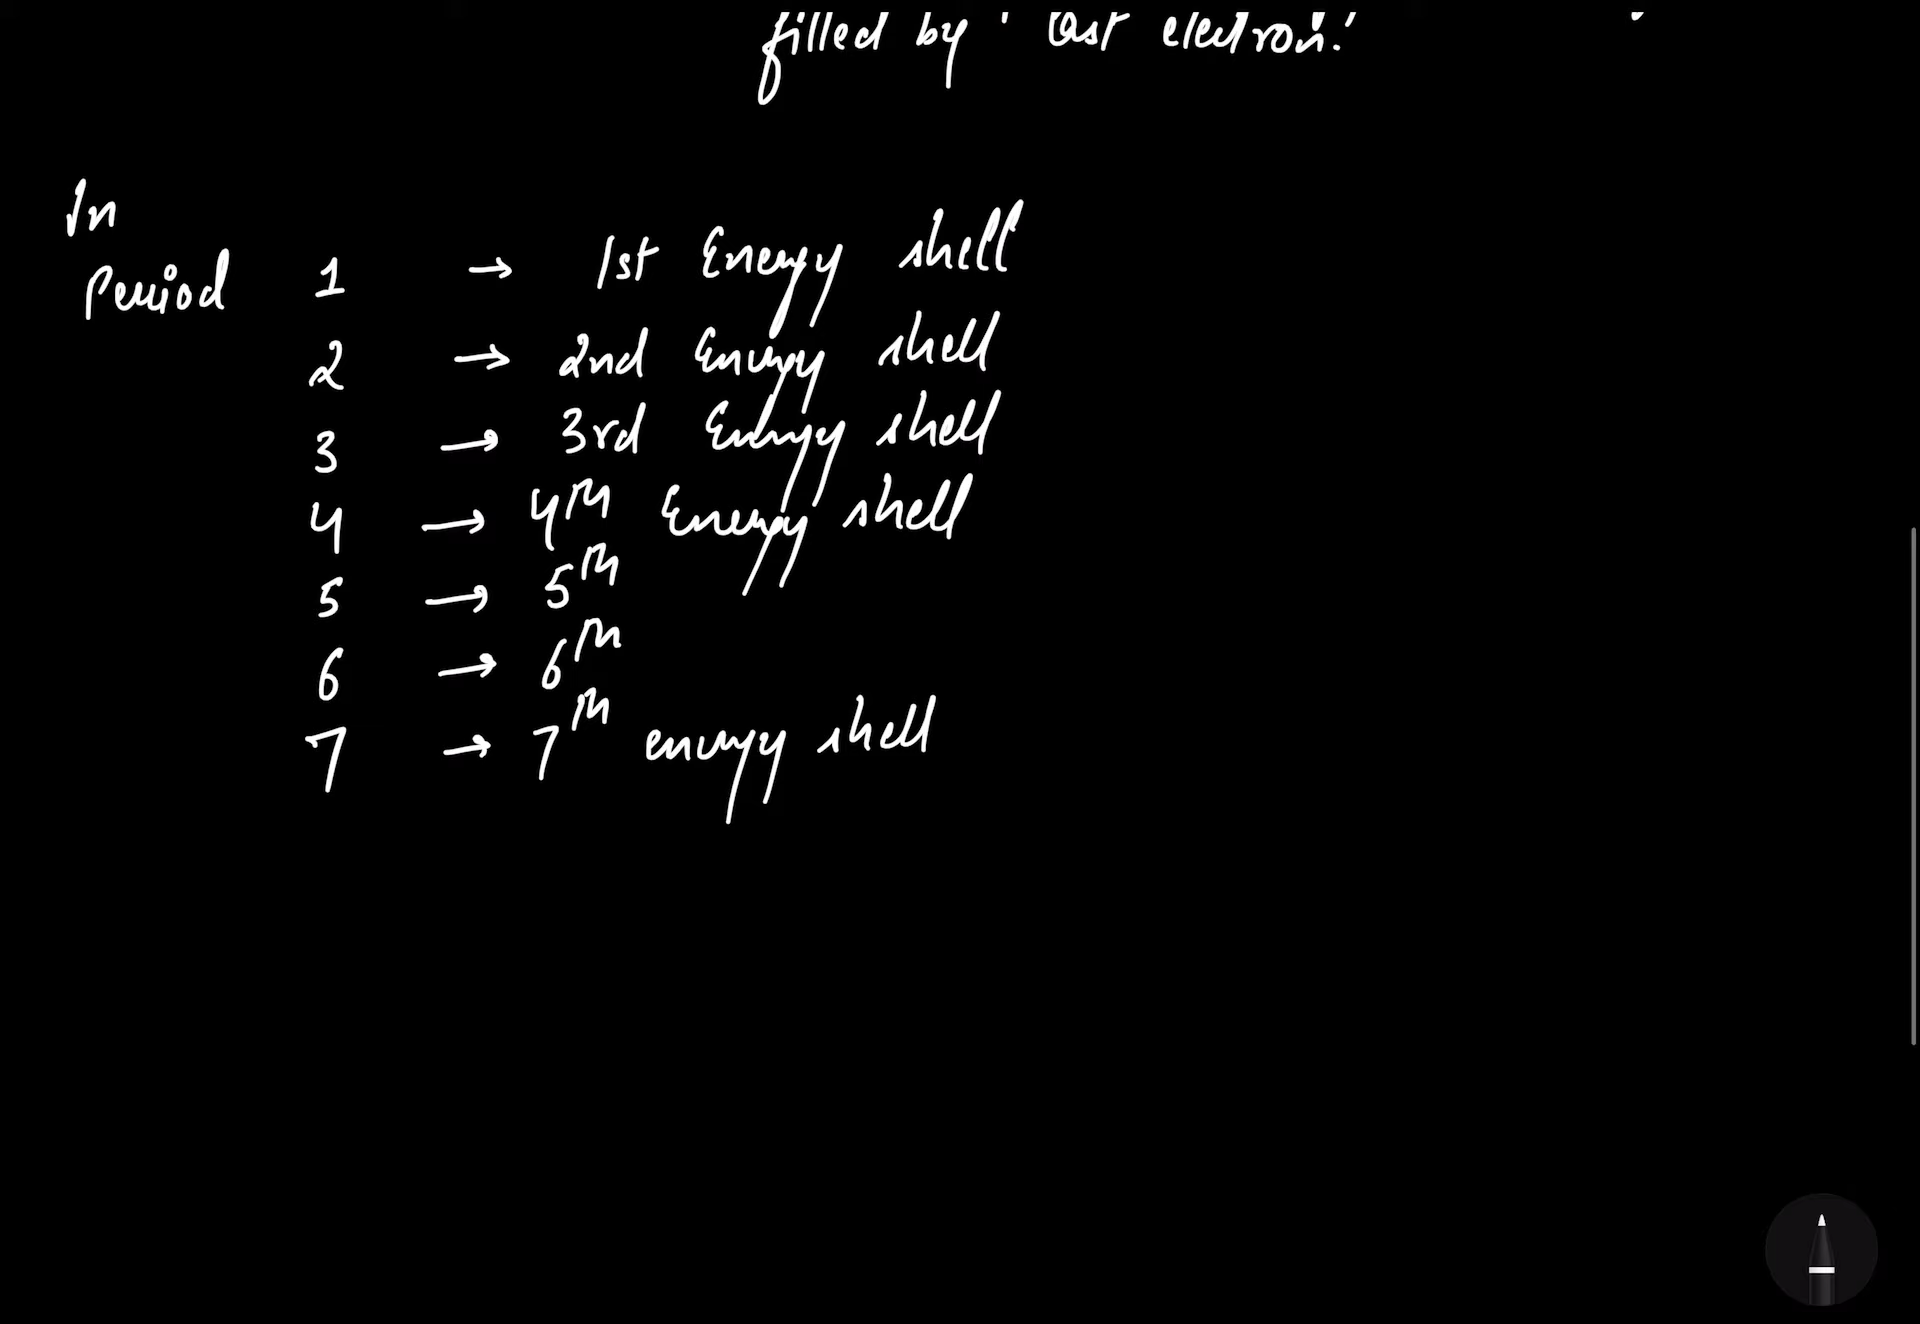 filled by 'last electron.'
In
Period 1 → 1st Energy shell
2 → 2nd Energy shell
3 → 3rd Energy shell
4 → 4th Energy shell
5 → 5th
6 → 6th
7 → 7th energy shell